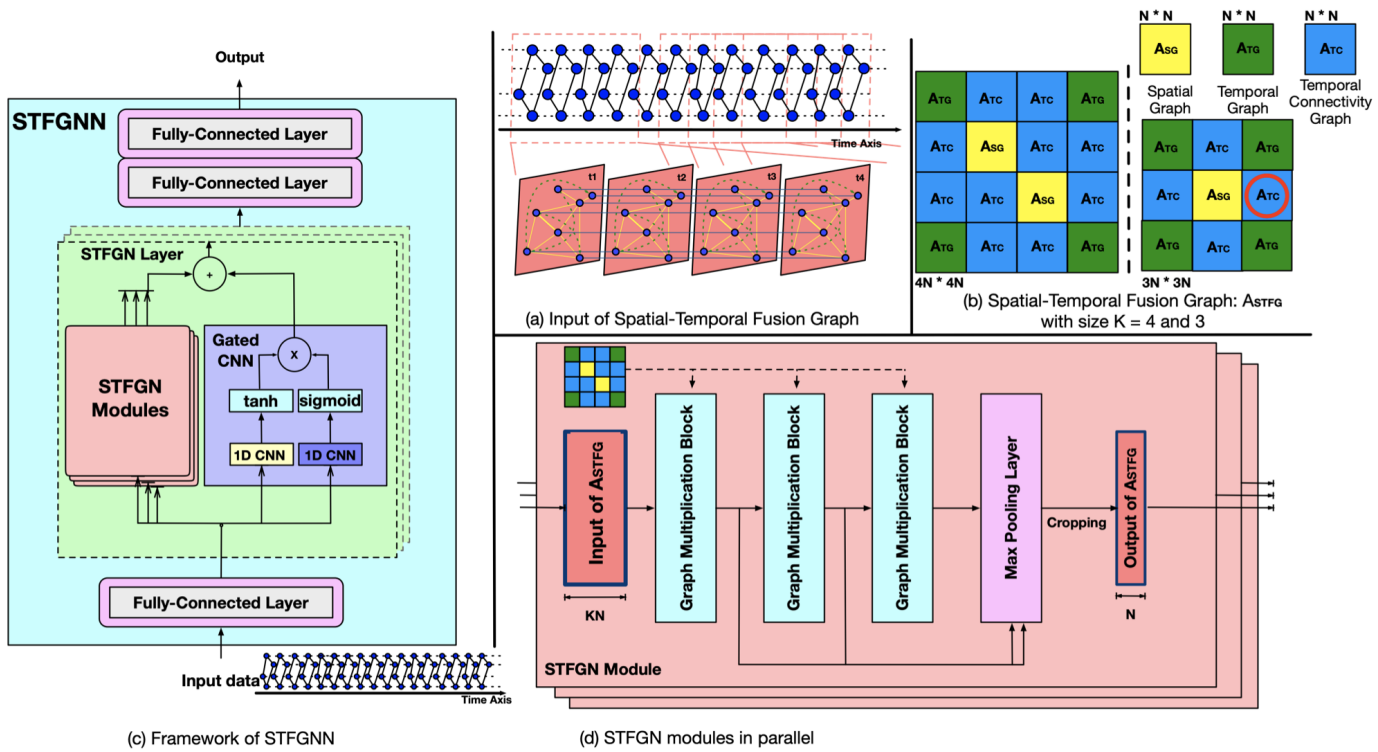 Output
STFGNN
Fully-Connected Layer
Fully-Connected Layer
STFGN Layer
+
STFGN
Modules
Gated
CNN
X
tanh
sigmoid
1D CNN
1D CNN
Fully-Connected Layer
Input data
Time Axis
(c) Framework of STFGNN
Time Axis
t1
t2
t3
t4
(a) Input of Spatial-Temporal Fusion Graph
N * N
N * N
N * N
ASG
ATG
ATC
Spatial
Graph
Temporal
Graph
Temporal
Connectivity
Graph
ATG ATC ATC ATG
ATC ASG ATC ATC
ATC ATC ASG ATC
ATG ATC ATC ATG
4N * 4N
ATG ATC ATG
ATC ASG ATC
ATG ATC ATG
3N * 3N
(b) Spatial-Temporal Fusion Graph: ASTFG
with size K = 4 and 3
Input of ASTFG
KN
Graph Multiplication Block
Graph Multiplication Block
Graph Multiplication Block
Max Pooling Layer
Cropping
Output of ASTFG
N
STFGN Module
(d) STFGN modules in parallel